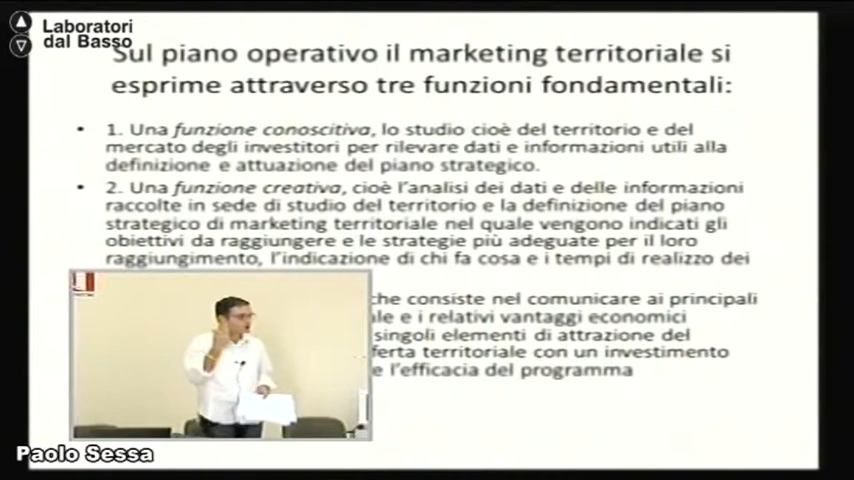 Laboratori
dal Basso
Sul piano operativo il marketing territoriale si
esprime attraverso tre funzioni fondamentali:
• 1. Una funzione conoscitiva, lo studio cioè del territorio e del
mercato degli investitori per rilevare dati e informazioni utili alla
definizione e attuazione del piano strategico.
• 2. Una funzione creativa, cioè l'analisi dei dati e delle informazioni
raccolte in sede di studio del territorio e la definizione del piano
strategico di marketing territoriale nel quale vengono indicati gli
obiettivi da raggiungere e le strategie più adeguate per il loro
raggiungimento, l'indicazione di chi fa cosa e i tempi di realizzo dei
che consiste nel comunicare ai principali
le e i relativi vantaggi economici
singoli elementi di attrazione del
ferta territoriale con un investimento
e l'efficacia del programma
Paolo Sessa